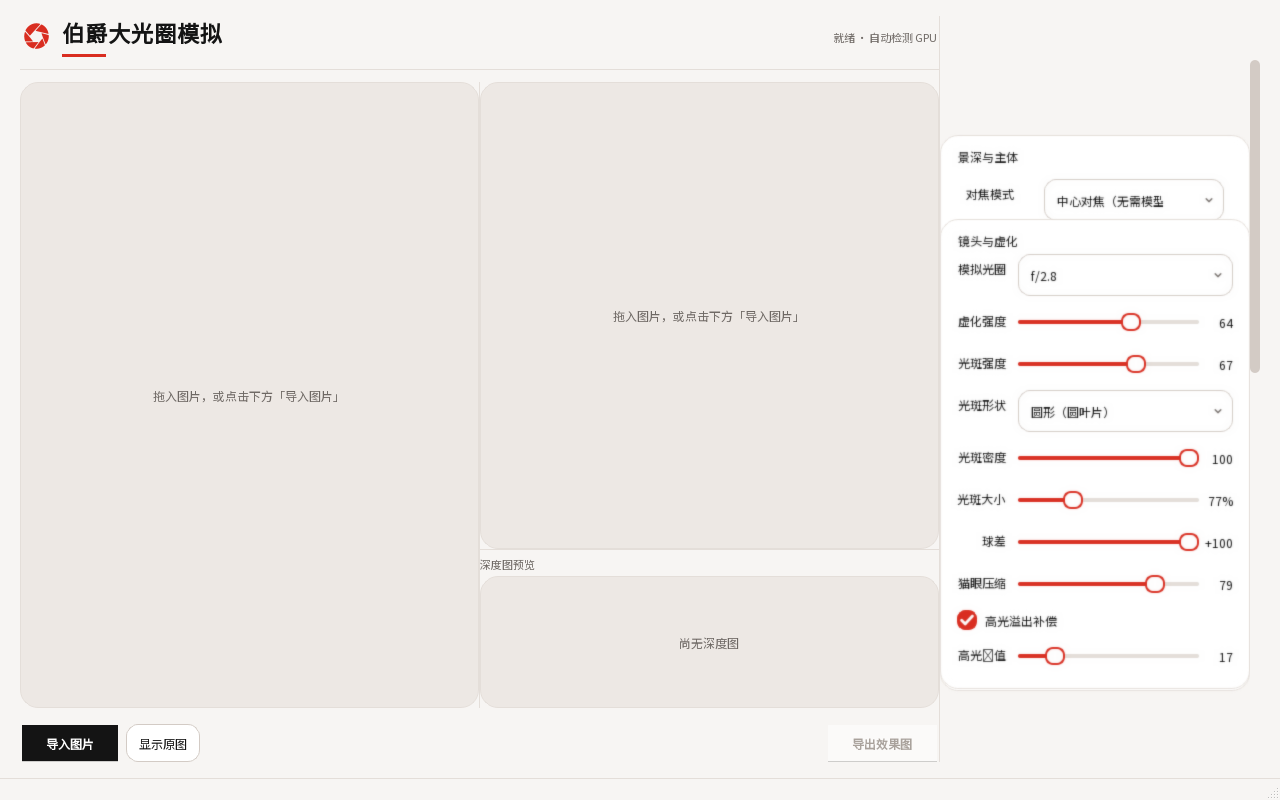 伯爵大光圈模拟
就绪 · 自动检测 GPU
拖入图片，或点击下方「导入图片」
拖入图片，或点击下方「导入图片」
深度图预览
尚无深度图
导入图片
显示原图
导出效果图
景深与主体
对焦模式
中心对焦（无需模型
镜头与虚化
模拟光圈
f/2.8
虚化强度
64
光斑强度
67
光斑形状
圆形（圆叶片）
光斑密度
100
光斑大小
77%
球差
+100
猫眼压缩
79
高光溢出补偿
高光值
17